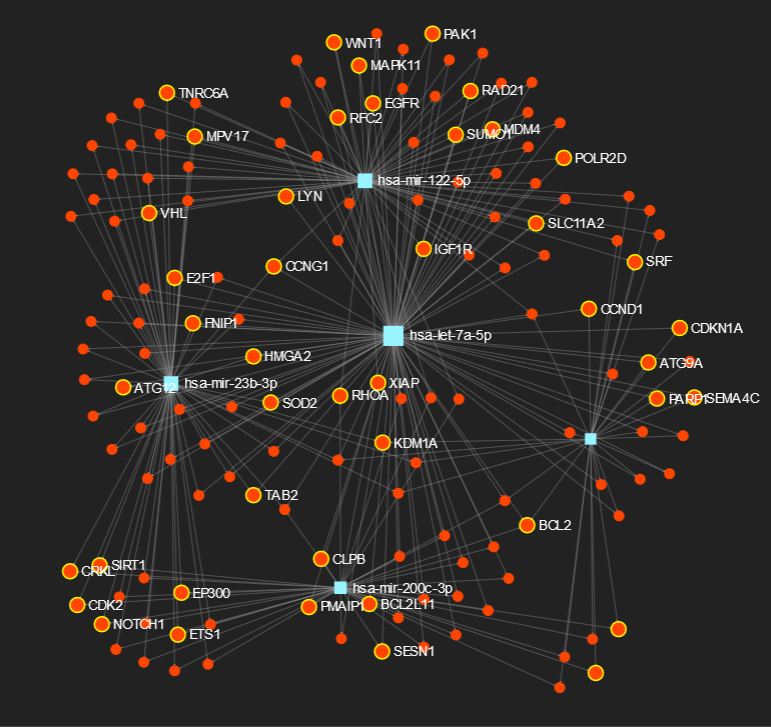 PAK1
WNT1
MAPK11
RAD21
TNRC6A
EGFR
RFC2
MDM4
SUMO1
MPV17
POLR2D
hsa-mir-122-5p
LYN
VHL
SLC11A2
IGF1R
SRF
CCNG1
E2F1
CCND1
FNIP1
CDKN1A
hsa-let-7a-5p
HMGA2
ATG9A
hsa-mir-23b-3p
XIAP
ATG12
RHOA
SEMA4C
PARP1
SOD2
KDM1A
TAB2
BCL2
CLPB
SIRT1
CRKL
hsa-mir-200c-3p
EP300
CDK2
BCL2L11
PMAIP1
NOTCH1
ETS1
SESN1